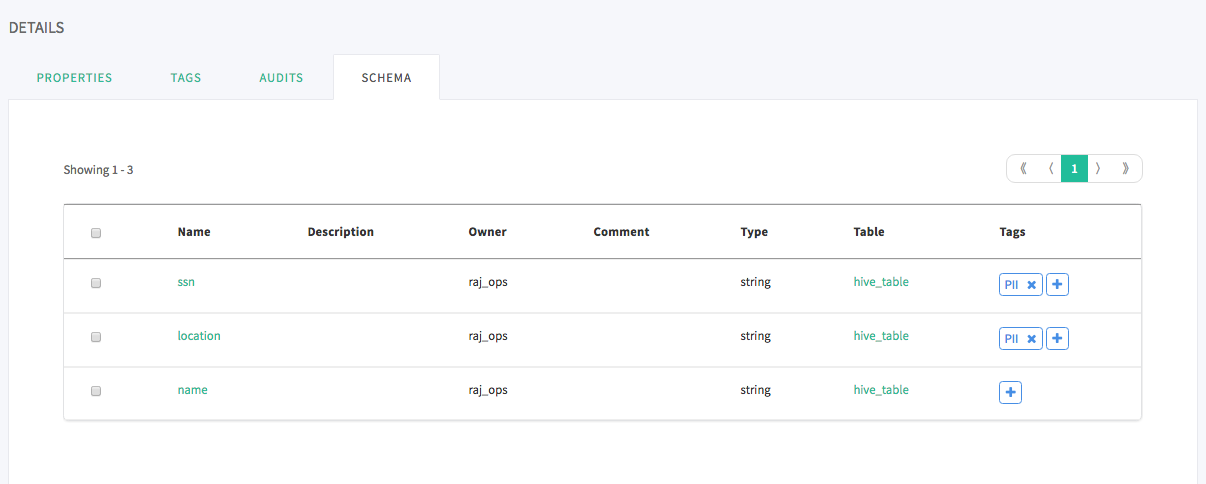 DETAILS
PROPERTIES TAGS AUDITS SCHEMA
Showing 1 - 3 《 〈 1 〉 》
Name Description Owner Comment Type Table Tags
ssn raj_ops string hive_table PII × +
location raj_ops string hive_table PII × +
name raj_ops string hive_table +